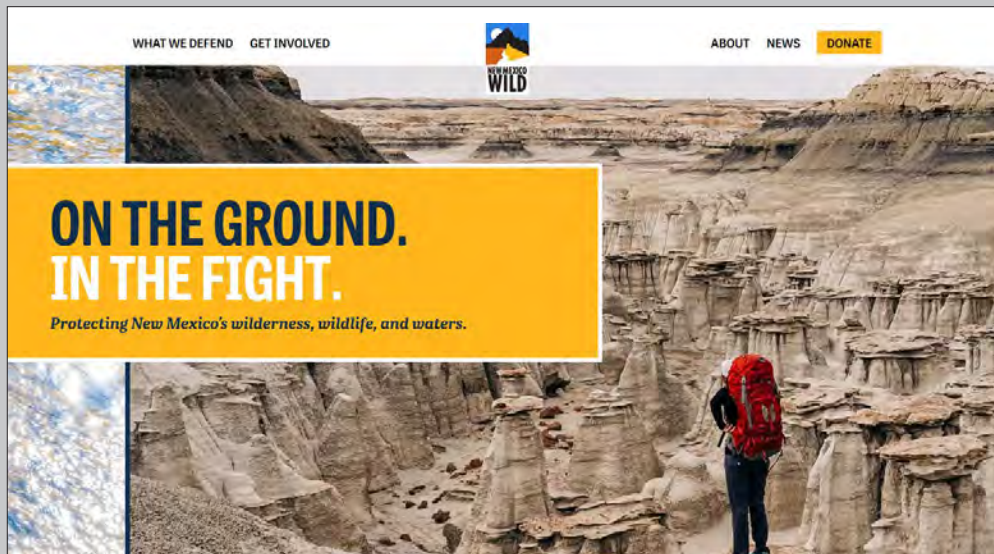 WHAT WE DEFEND GET INVOLVED
NEW MEXICO
WILD
ABOUT NEWS DONATE
ON THE GROUND.
IN THE FIGHT.
Protecting New Mexico's wilderness, wildlife, and waters.